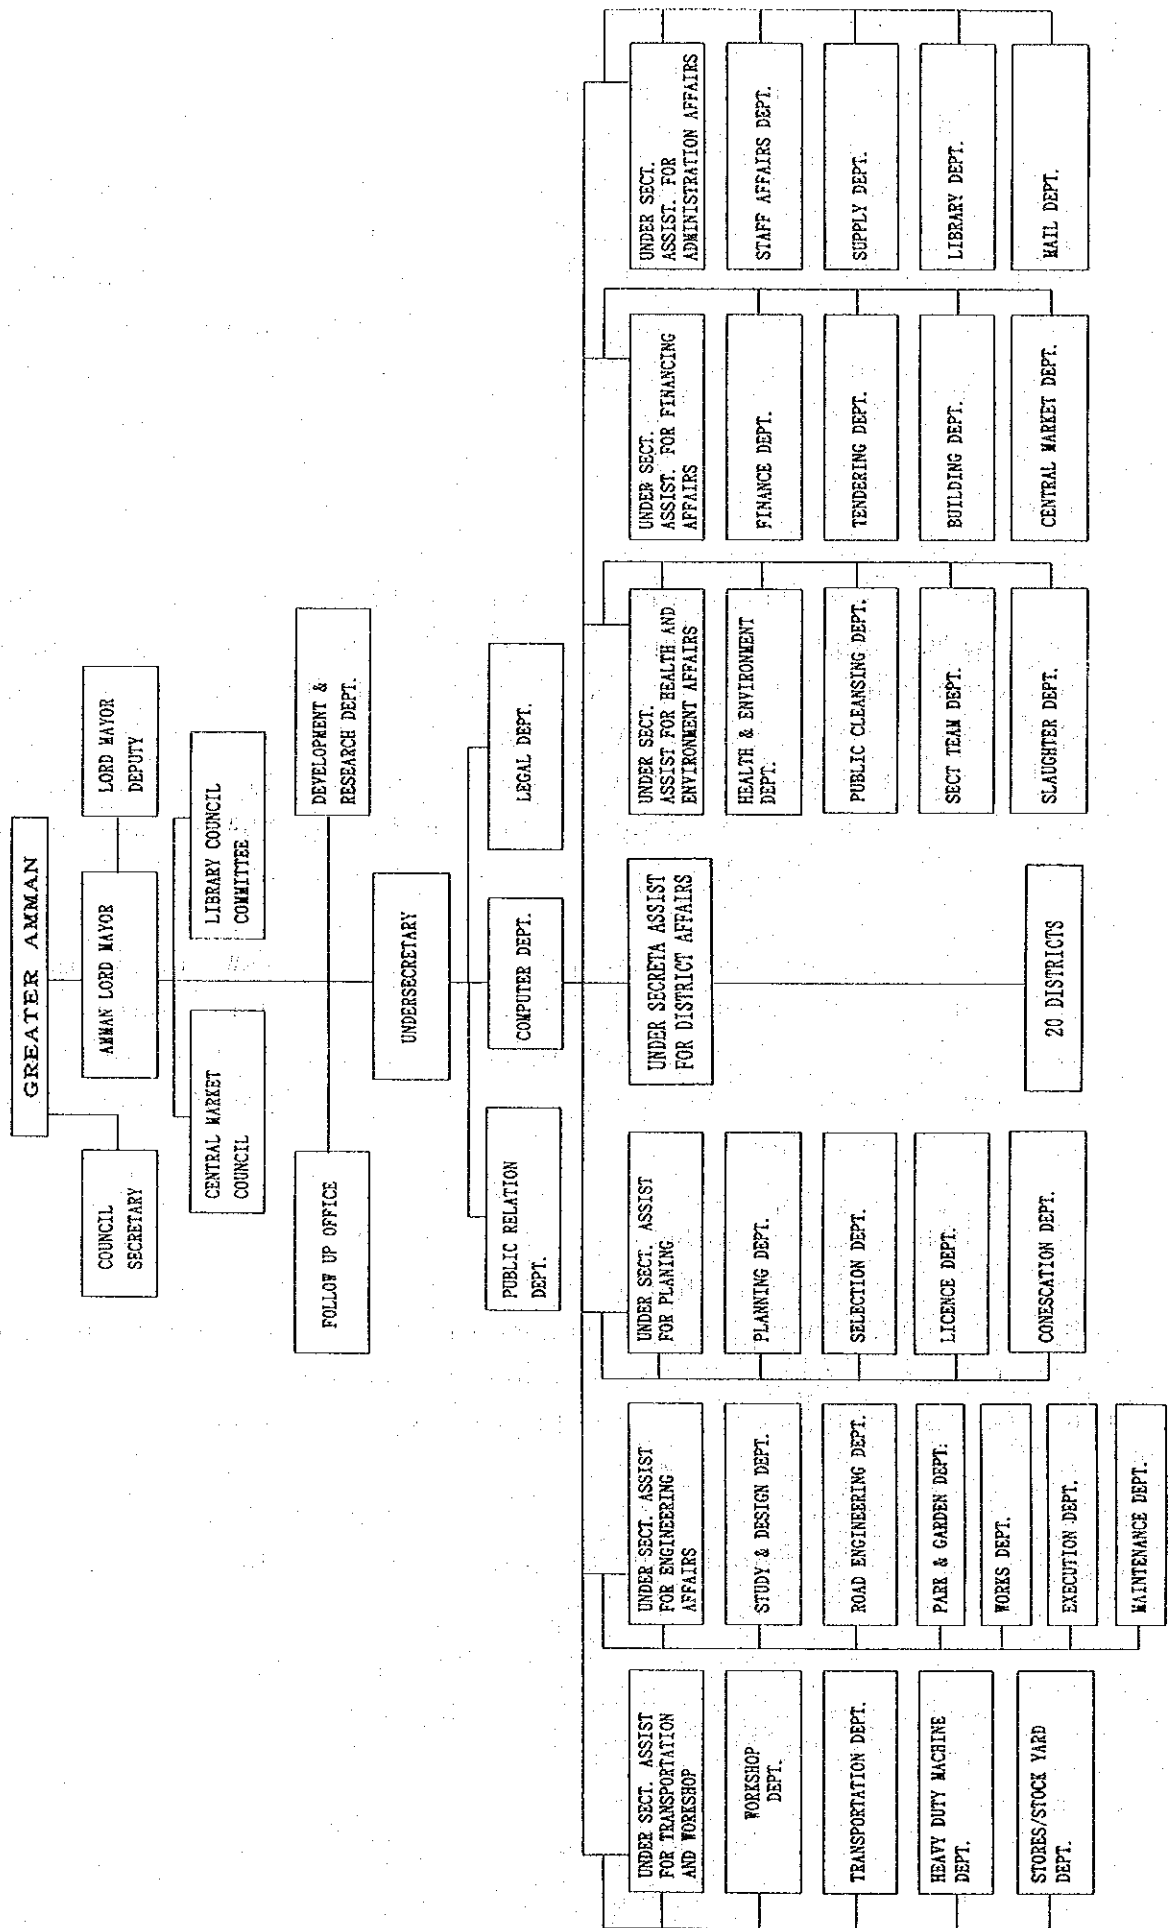 GREATER AMMAN
COUNCIL
SECRETARY
AMMAN LORD MAYOR
LORD MAYOR
DEPUTY
CENTRAL MARKET
COUNCIL
LIBRARY COUNCIL
COMMITTEE
FOLLOW UP OFFICE
DEVELOPMENT &
RESEARCH DEPT.
UNDERSECRETARY
PUBLIC RELATION
DEPT.
COMPUTER DEPT.
LEGAL DEPT.
UNDER SECT. ASSIST
FOR TRANSPORTATION
AND WORKSHOP
WORKSHOP
DEPT.
TRANSPORTATION DEPT.
HEAVY DUTY MACHINE
DEPT.
STORES/STOCK YARD
DEPT.
UNDER SECT. ASSIST
FOR ENGINEERING
AFFAIRS
STUDY & DESIGN DEPT.
ROAD ENGINEERING DEPT.
PARK & GARDEN DEPT.
WORKS DEPT.
EXECUTION DEPT.
MAINTENANCE DEPT.
UNDER SECT. ASSIST
FOR PLANING
PLANNING DEPT.
SELECTION DEPT.
LICENCE DEPT.
CONESCATION DEPT.
UNDER SECRETA ASSIST
FOR DISTRICT AFFAIRS
20 DISTRICTS
UNDER SECT.
ASSIST FOR HEALTH AND
ENVIRONMENT AFFAIRS
HEALTH & ENVIRONMENT
DEPT.
PUBLIC CLEANSING DEPT.
SECT TEAM DEPT.
SLAUGHTER DEPT.
UNDER SECT.
ASSIST. FOR FINANCING
AFFAIRS
FINANCE DEPT.
TENDERING DEPT.
BUILDING DEPT.
CENTRAL MARKET DEPT.
UNDER SECT.
ASSIST. FOR
ADMINISTRATION AFFAIRS
STAFF AFFAIRS DEPT.
SUPPLY DEPT.
LIBRARY DEPT.
MAIL DEPT.